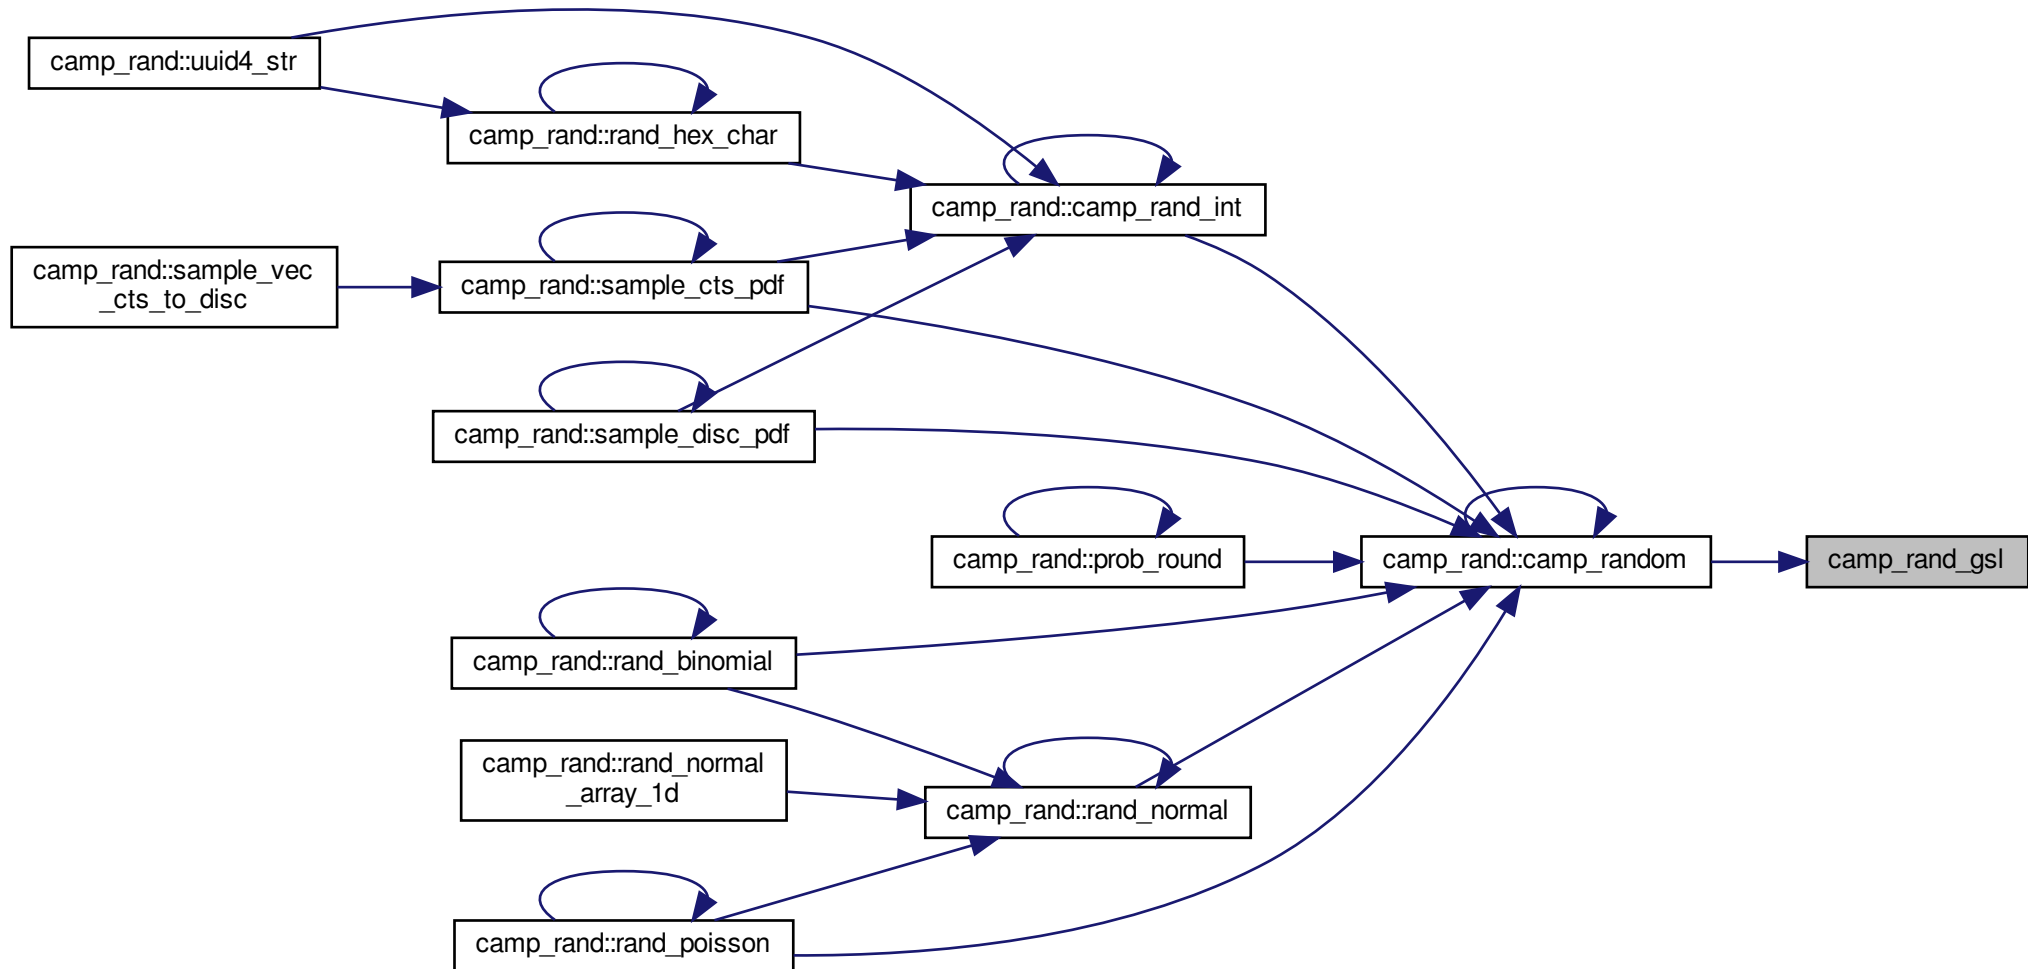 camp_rand::uuid4_str
camp_rand::rand_hex_char
camp_rand::camp_rand_int
camp_rand::sample_vec
_cts_to_disc
camp_rand::sample_cts_pdf
camp_rand::sample_disc_pdf
camp_rand::prob_round
camp_rand::camp_random
camp_rand_gsl
camp_rand::rand_binomial
camp_rand::rand_normal
_array_1d
camp_rand::rand_normal
camp_rand::rand_poisson